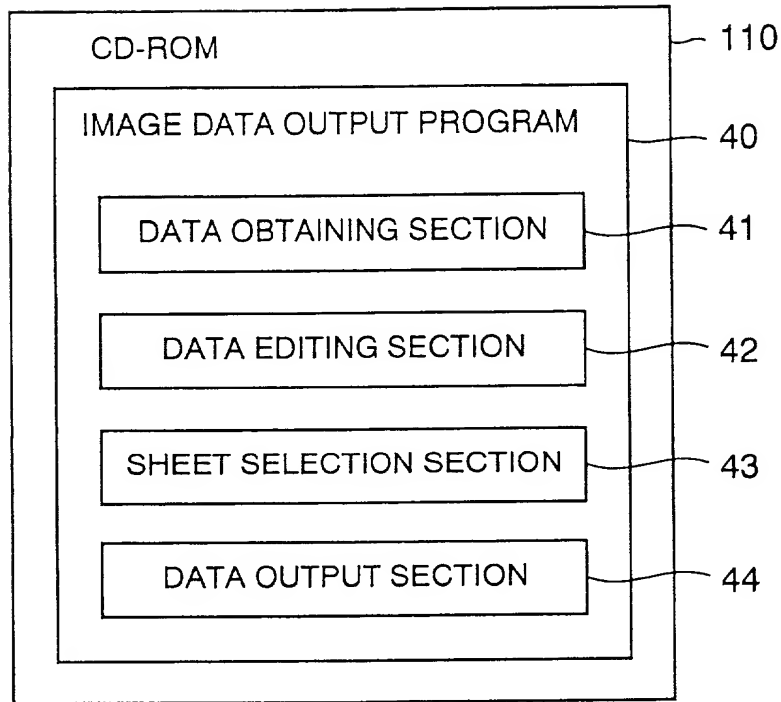 CD-ROM
110
IMAGE DATA OUTPUT PROGRAM
40
DATA OBTAINING SECTION
41
DATA EDITING SECTION
42
SHEET SELECTION SECTION
43
DATA OUTPUT SECTION
44